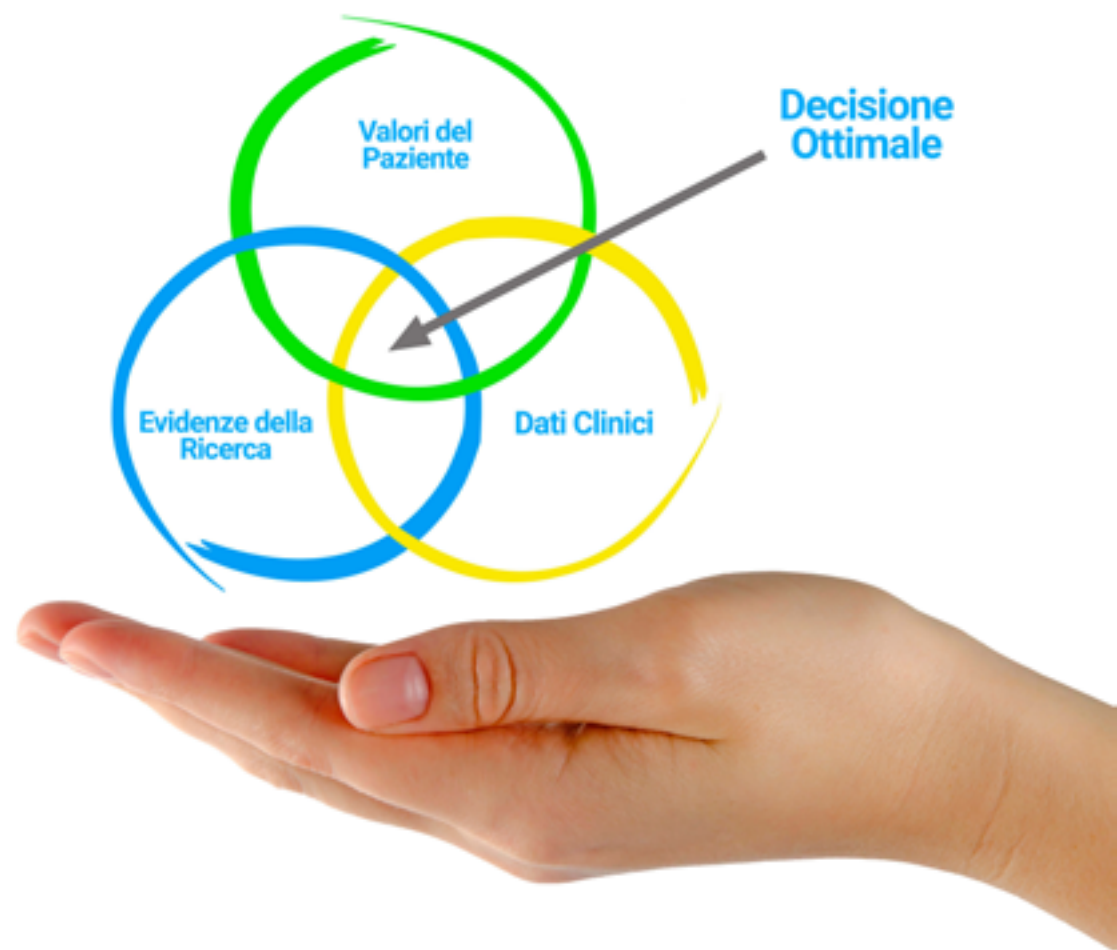 Valori del
Paziente
Decisione
Ottimale
Evidenze della
Ricerca
Dati Clinici